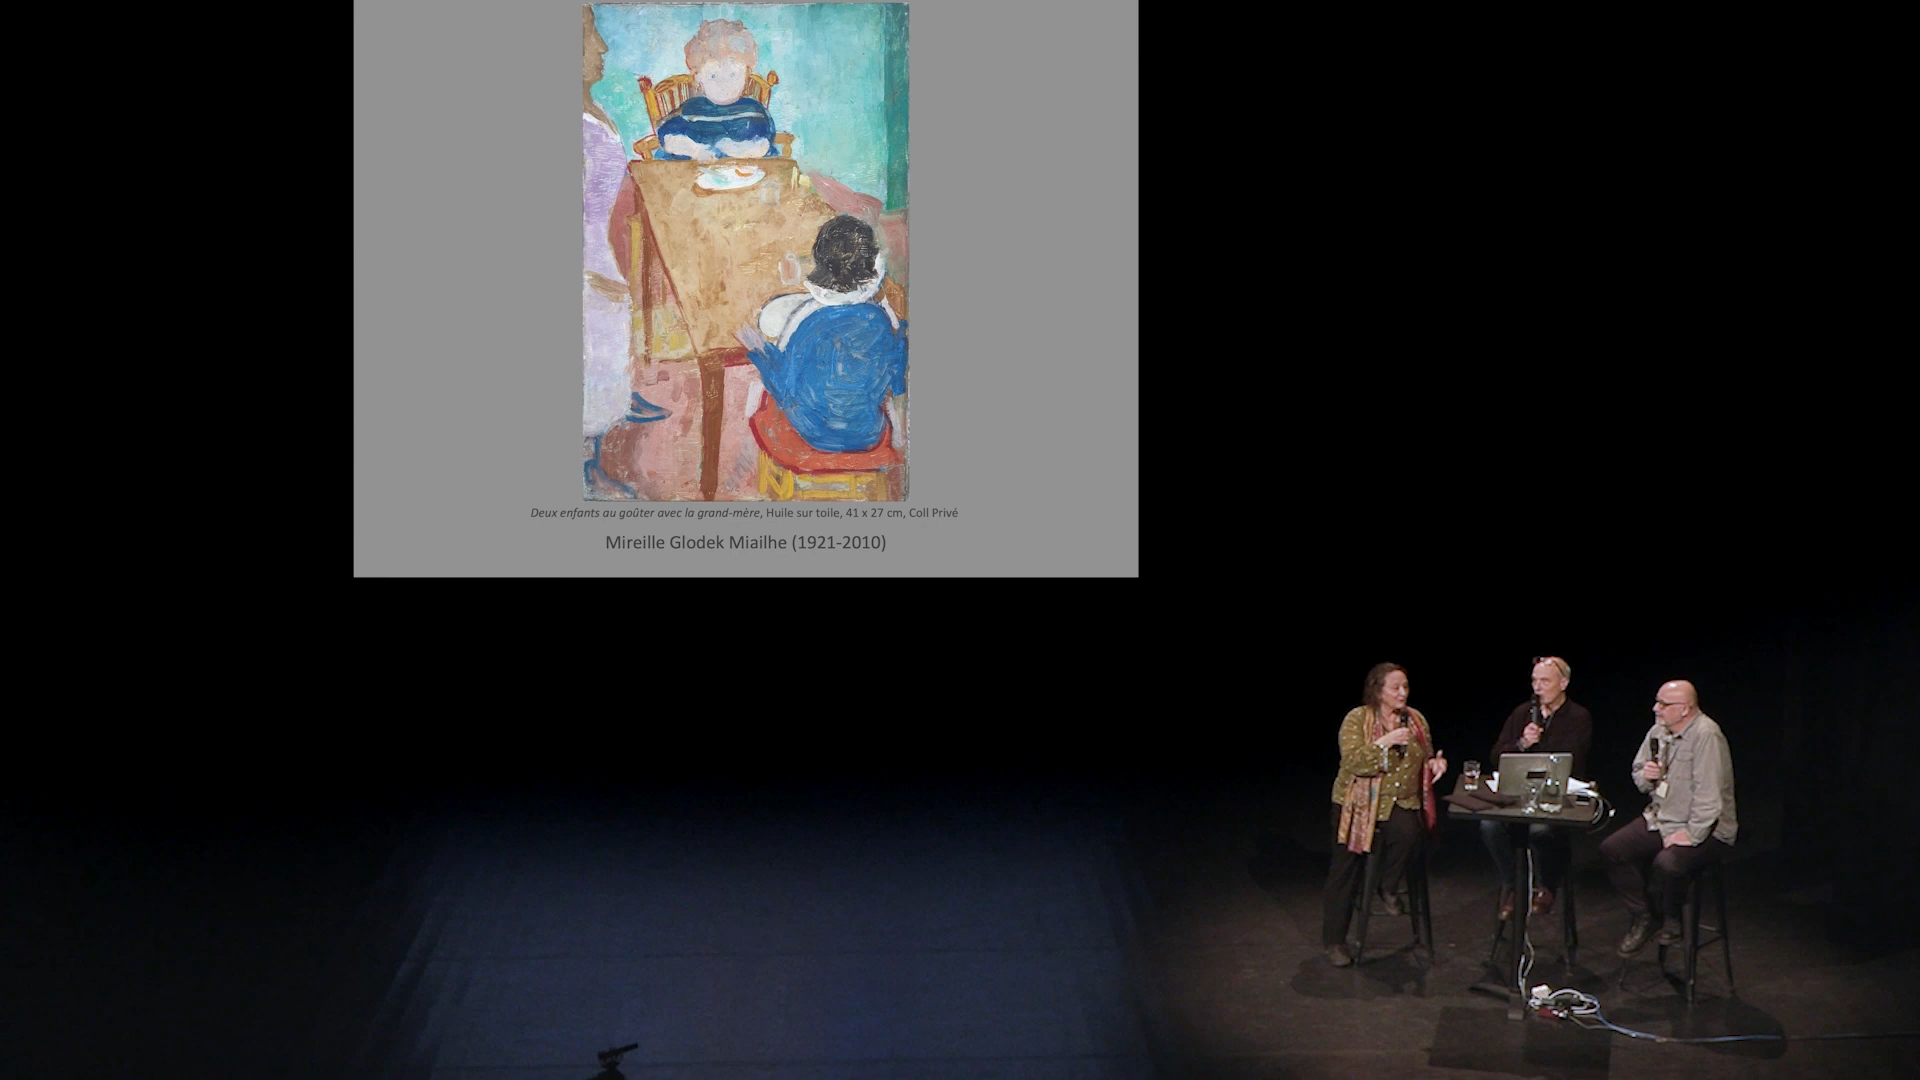 Deux enfants au goûter avec la grand-mère, Huile sur toile, 41 x 27 cm, Coll Privé
Mireille Glodek Miailhe (1921-2010)